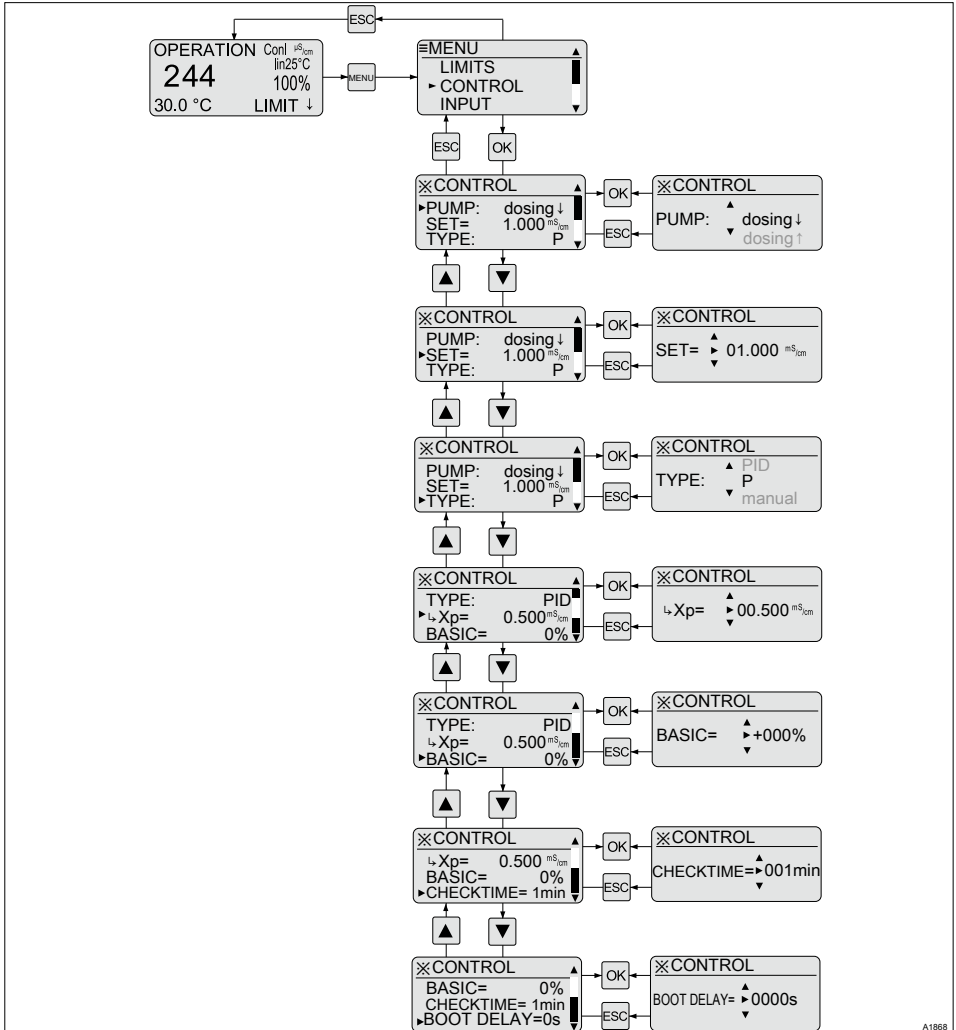 ESC
OPERATION Conl µS/cm
lin25°C
244 100%
30.0 °C LIMIT ↓
MENU
≡MENU ▲
LIMITS
► CONTROL
INPUT ▼
ESC OK
※CONTROL ▲
►PUMP: dosing↓
SET= 1.000 mS/cm
TYPE: P ▼
OK
ESC
※CONTROL
▲
PUMP: ▼ dosing↓
dosing↑
▲ ▼
※CONTROL ▲
PUMP: dosing↓
►SET= 1.000 mS/cm
TYPE: P ▼
OK
ESC
※CONTROL
▲
SET= ► 01.000 mS/cm
▼
▲ ▼
※CONTROL ▲
PUMP: dosing↓
SET= 1.000 mS/cm
►TYPE: P ▼
OK
ESC
※CONTROL
▲ PID
TYPE: P
▼ manual
▲ ▼
※CONTROL ▲
TYPE: PID
►↳Xp= 0.500 mS/cm
BASIC= 0% ▼
OK
ESC
※CONTROL
▲
↳Xp= ►00.500 mS/cm
▼
▲ ▼
※CONTROL ▲
TYPE: PID
↳Xp= 0.500 mS/cm
►BASIC= 0% ▼
OK
ESC
※CONTROL
▲
BASIC= ►+000%
▼
▲ ▼
※CONTROL ▲
↳Xp= 0.500 mS/cm
BASIC= 0%
►CHECKTIME= 1min ▼
OK
ESC
※CONTROL
▲
CHECKTIME=►001min
▼
▲ ▼
※CONTROL ▲
BASIC= 0%
CHECKTIME= 1min
►BOOT DELAY=0s ▼
OK
ESC
※CONTROL
▲
BOOT DELAY= ►0000s
▼
A1868